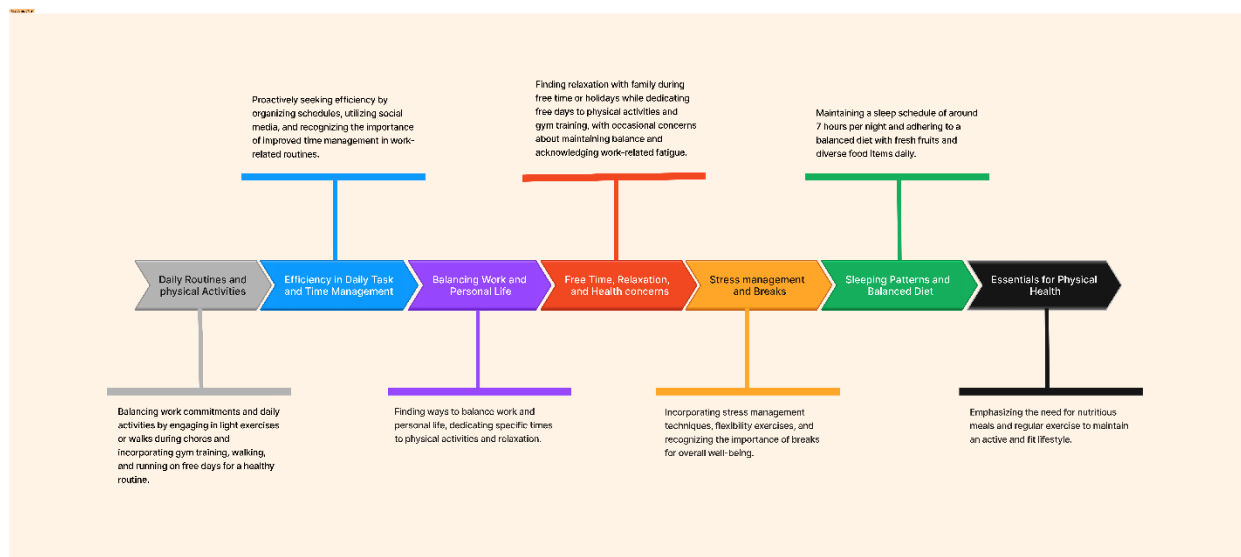 Proactively seeking efficiency by
organizing schedules, utilizing social
media, and recognizing the importance
of improved time management in work-
related routines.
Finding relaxation with family during
free time or holidays while dedicating
free days to physical activities and
gym training, with occasional concerns
about maintaining balance and
acknowledging work-related fatigue.
Maintaining a sleep schedule of around
7 hours per night and adhering to a
balanced diet with fresh fruits and
diverse food items daily.
Daily Routines and
physical Activities
Efficiency in Daily Task
and Time Management
Balancing Work and
Personal Life
Free Time, Relaxation,
and Health concerns
Stress management
and Breaks
Sleeping Patterns and
Balanced Diet
Essentials for Physical
Health
Balancing work commitments and daily
activities by engaging in light exercises
or walks during chores and
incorporating gym training, walking,
and running on free days for a healthy
routine.
Finding ways to balance work and
personal life, dedicating specific times
to physical activities and relaxation.
Incorporating stress management
techniques, flexibility exercises, and
recognizing the importance of breaks
for overall well-being.
Emphasizing the need for nutritious
meals and regular exercise to maintain
an active and fit lifestyle.